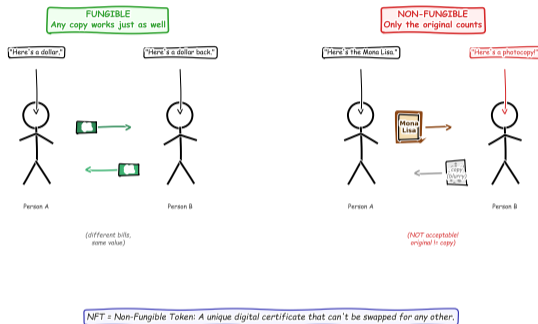 FUNGIBLE
Any copy works just as well
NON-FUNGIBLE
Only the original counts
"Here's a dollar."
"Here's a dollar back."
"Here's the Mona Lisa."
"Here's a photocopy!"
Mona
Lisa
copy
(blurry)
Person A
Person B
Person A
Person B
(different bills,
same value)
(NOT acceptable!
original != copy)
NFT = Non-Fungible Token: A unique digital certificate that can't be swapped for any other.